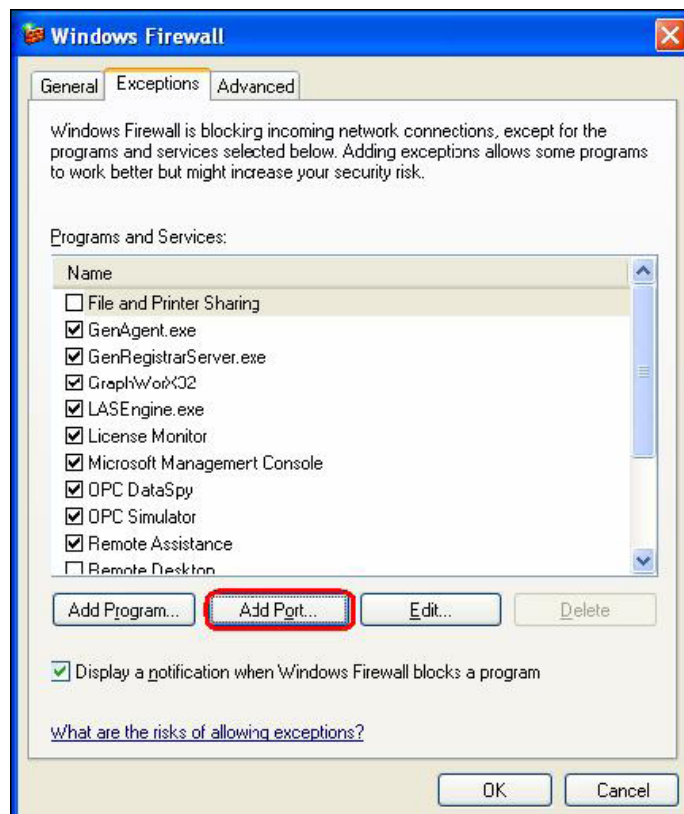 Windows Firewall
General Exceptions Advanced
Windows Firewall is blocking incoming network connections, except for the
programs and services selected below. Adding exceptions allows some programs
to work better but might increase your security risk.
Programs and Services:
Name
File and Printer Sharing
GenAgent.exe
GenRegistrarServer.exe
GraphWorX32
LASEngine.exe
License Monitor
Microsoft Management Console
OPC DataSpy
OPC Simulator
Remote Assistance
Remote Desktop
Add Program... Add Port... Edit... Delete
Display a notification when Windows Firewall blocks a program
What are the risks of allowing exceptions?
OK Cancel